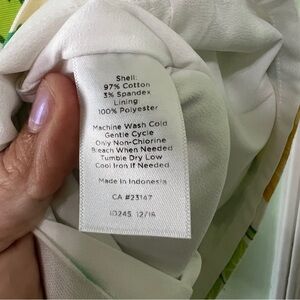 Shell:
97% Cotton
3% Spandex
Lining
100% Polyester
Machine Wash Cold
Gentle Cycle
Only Non-Chlorine
Bleach When Needed
Tumble Dry Low
Cool Iron If Needed
Made in Indonesia
CA #23147
ID245 12/16